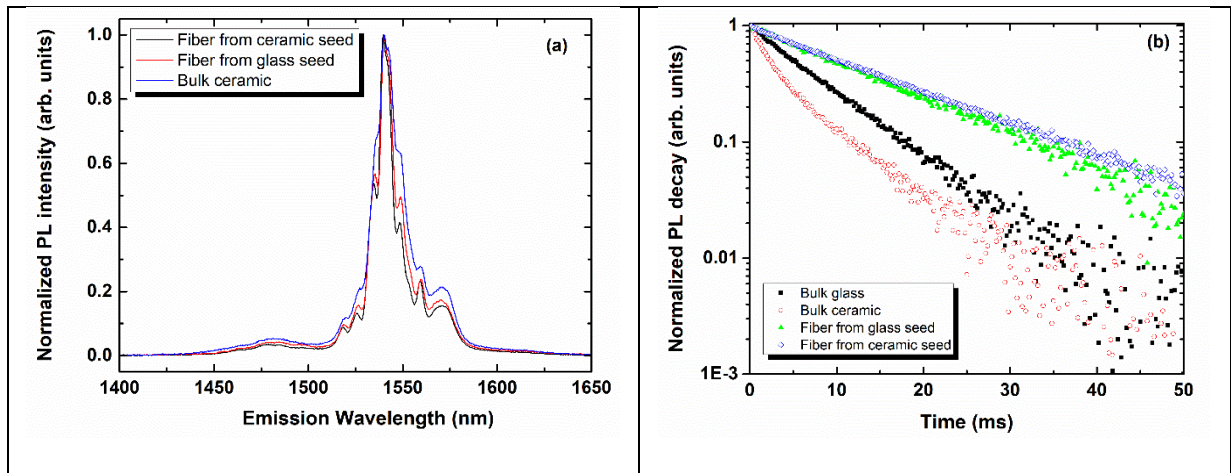 Fiber from ceramic seed
Fiber from glass seed
Bulk ceramic
(a)
Normalized PL intensity (arb. units)
1.0
0.8
0.6
0.4
0.2
0.0
1400 1450 1500 1550 1600 1650
Emission Wavelength (nm)
(b)
Normalized PL decay (arb. units)
1
0.1
0.01
1E-3
Bulk glass
Bulk ceramic
Fiber from glass seed
Fiber from ceramic seed
0 10 20 30 40 50
Time (ms)